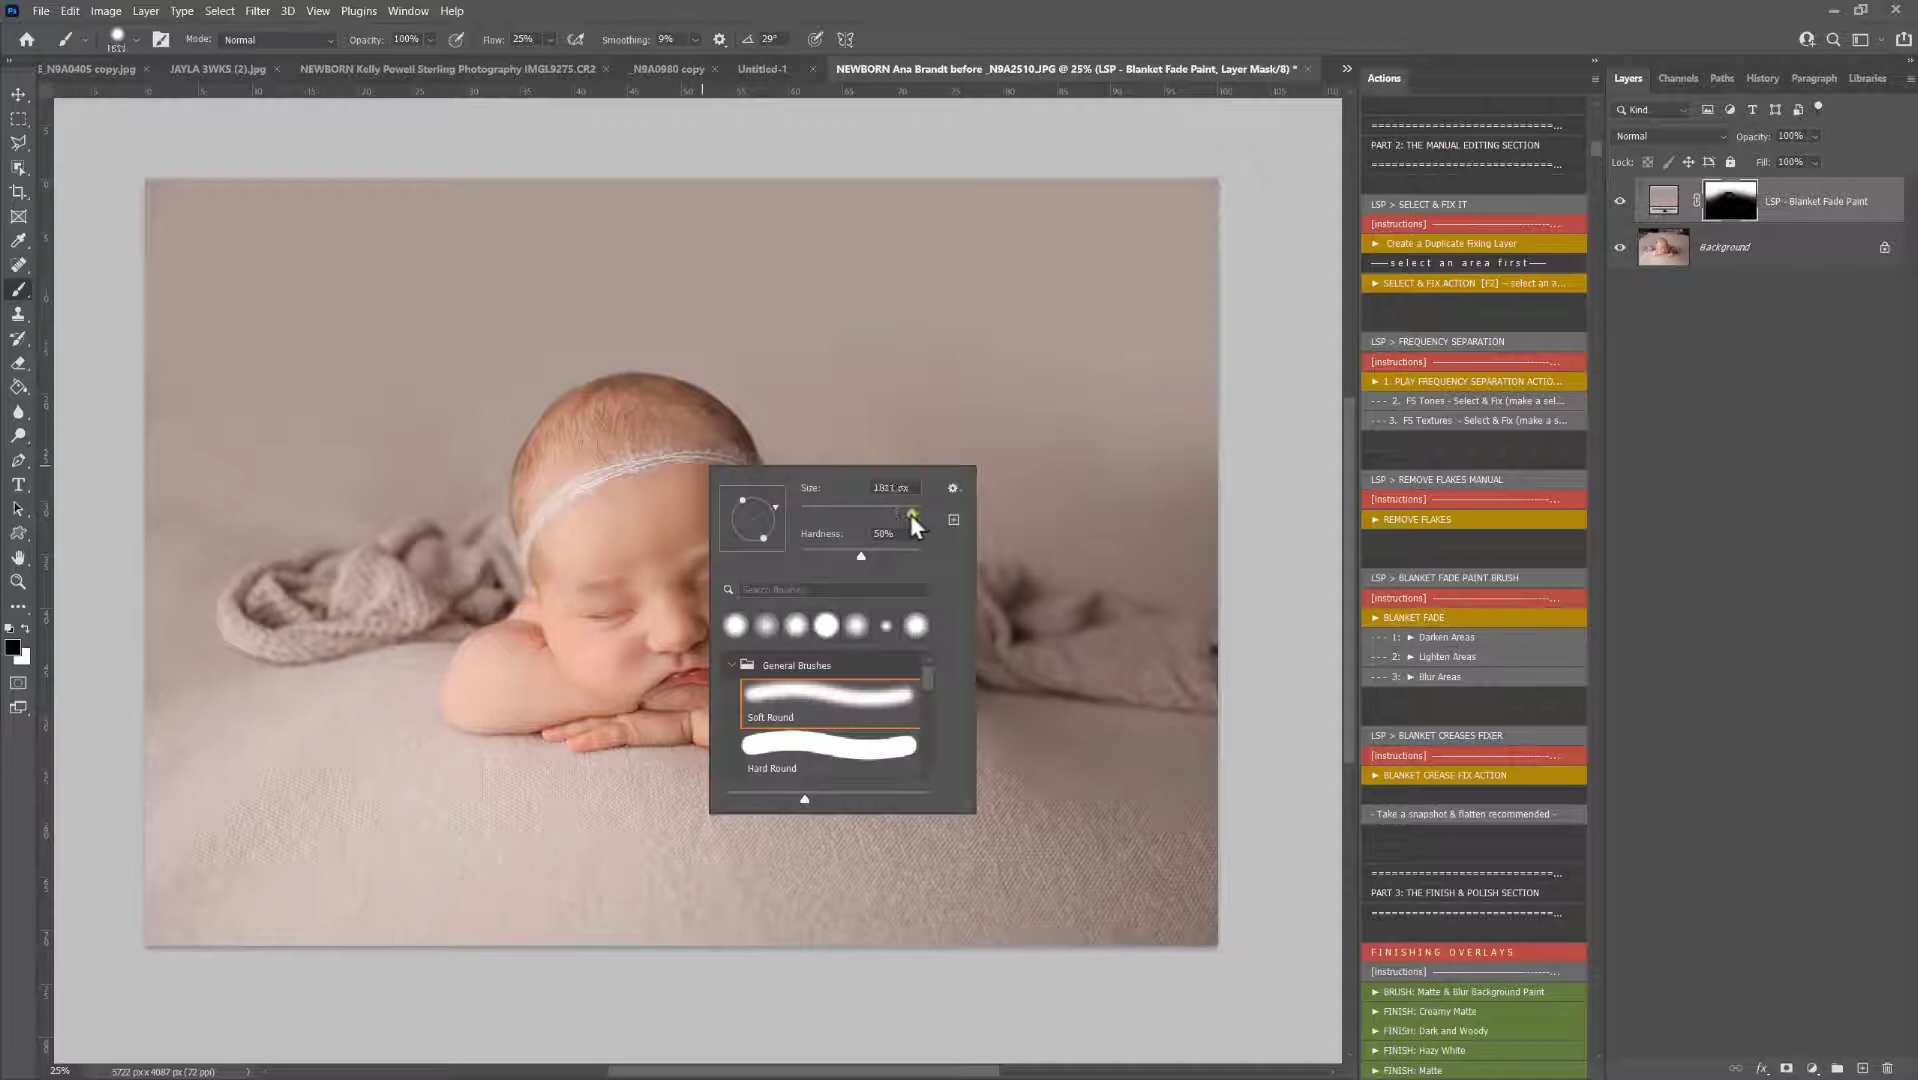 File Edit Image Layer Type Select Filter 3D View Plugins Window Help
Mode: Normal Opacity: 100% Flow: 25% Smoothing: 9% 29°
E_N9A0405 copy.jpg JAYLA 3WKS (2).jpg NEWBORN Kelly Powell Sterling Photography IMGL9275.CR2 _N9A0980 copy Untitled-1 NEWBORN Ana Brandt before _N9A2510.JPG @ 25% (LSP - Blanket Fade Paint, Layer Mask/8) *
Size: 1811 px
Hardness: 50%
Search Brushes
General Brushes
Soft Round
Hard Round
25% 5722 px x 4087 px (72 ppi)
Actions
PART 2: THE MANUAL EDITING SECTION
LSP > SELECT & FIX IT
[instructions]
Create a Duplicate Fixing Layer
select an area first
SELECT & FIX ACTION [F2] -- select an a...
LSP > FREQUENCY SEPARATION
[instructions]
1. PLAY FREQUENCY SEPARATION ACTIO...
--- 2. FS Tones - Select & Fix (make a sel...
--- 3. FS Textures - Select & Fix (make a s...
LSP > REMOVE FLAKES MANUAL
[instructions]
REMOVE FLAKES
LSP > BLANKET FADE PAINT BRUSH
[instructions]
BLANKET FADE
--- 1: Darken Areas
--- 2: Lighten Areas
--- 3: Blur Areas
LSP > BLANKET CREASES FIXER
[instructions]
BLANKET CREASE FIX ACTION
- Take a snapshot & flatten recommended -
PART 3: THE FINISH & POLISH SECTION
FINISHING OVERLAYS
[instructions]
BRUSH: Matte & Blur Background Paint
FINISH: Creamy Matte
FINISH: Dark and Woody
FINISH: Hazy White
FINISH: Matte
Layers Channels Paths History Paragraph Libraries
Kind
Normal Opacity: 100%
Lock: Fill: 100%
LSP - Blanket Fade Paint
Background